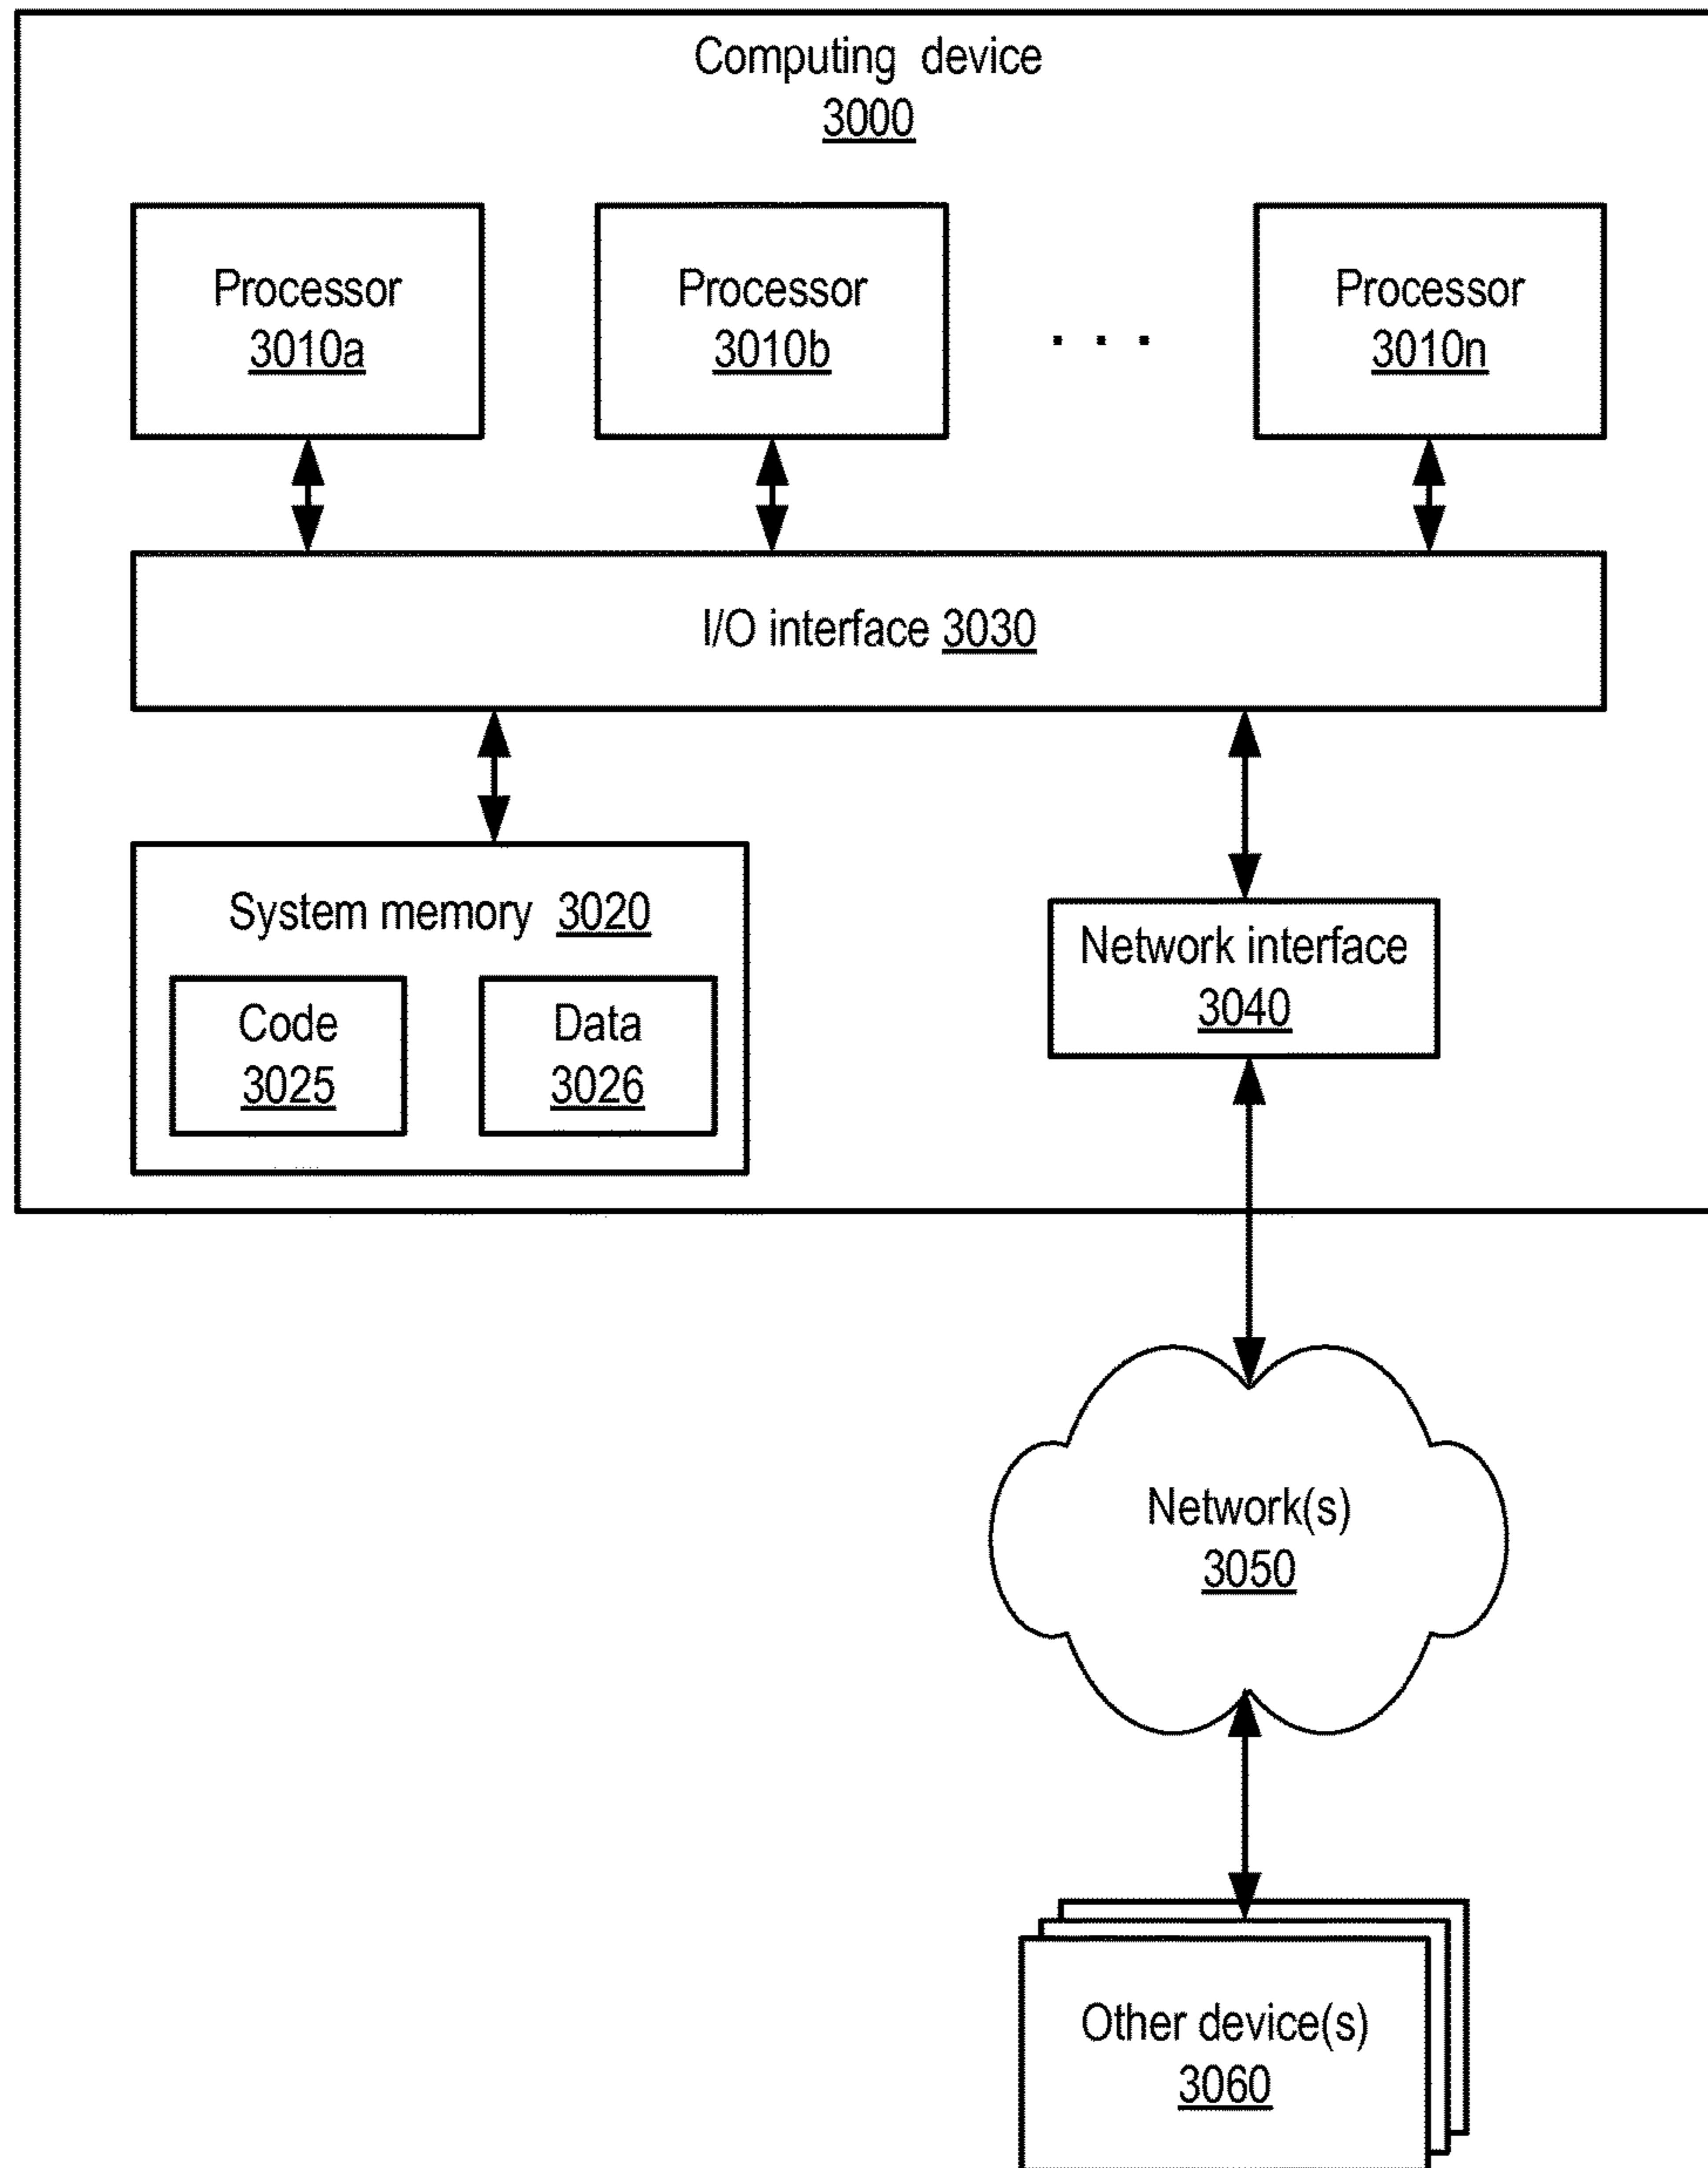 Computing device
3000
Processor
3010a
Processor
3010b
. . .
Processor
3010n
I/O interface 3030
System memory 3020
Code
3025
Data
3026
Network interface
3040
Network(s)
3050
Other device(s)
3060